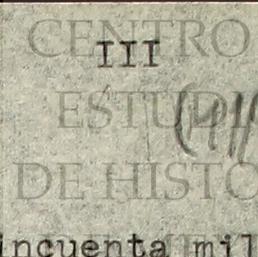 CENTRO
III
ESTUDI
DE HISTO
incuenta mil